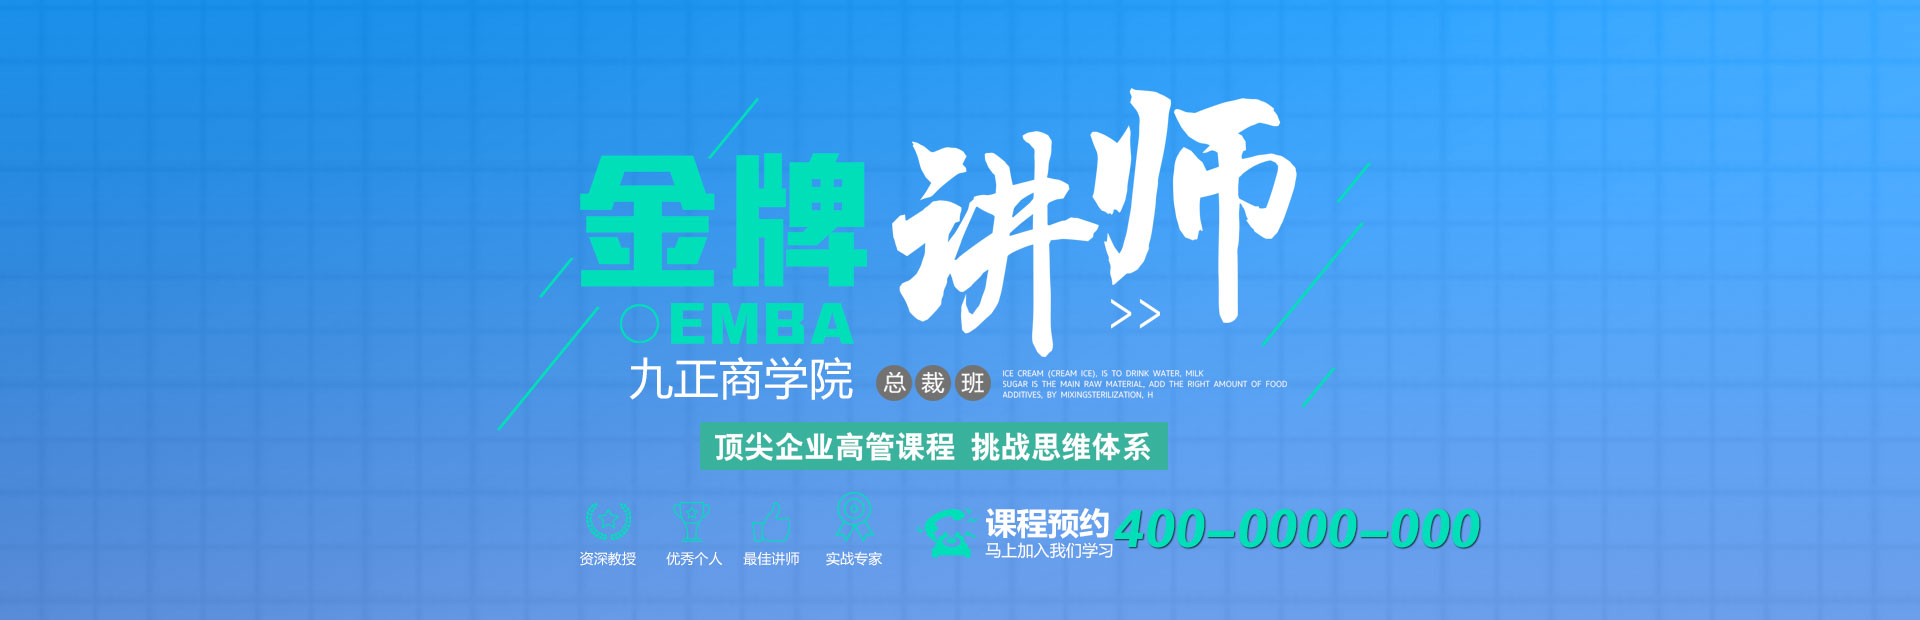 金牌讲师
EMBA
>>
九正商学院
总裁班
ICE CREAM (CREAM ICE), IS TO DRINK WATER, MILK
SUGAR IS THE MAIN RAW MATERIAL, ADD THE RIGHT AMOUNT OF FOOD
ADDITIVES, BY MIXINGSTERILIZATION, H
顶尖企业高管课程 挑战思维体系
资深教授
优秀个人
最佳讲师
实战专家
课程预约
马上加入我们学习
400-0000-000